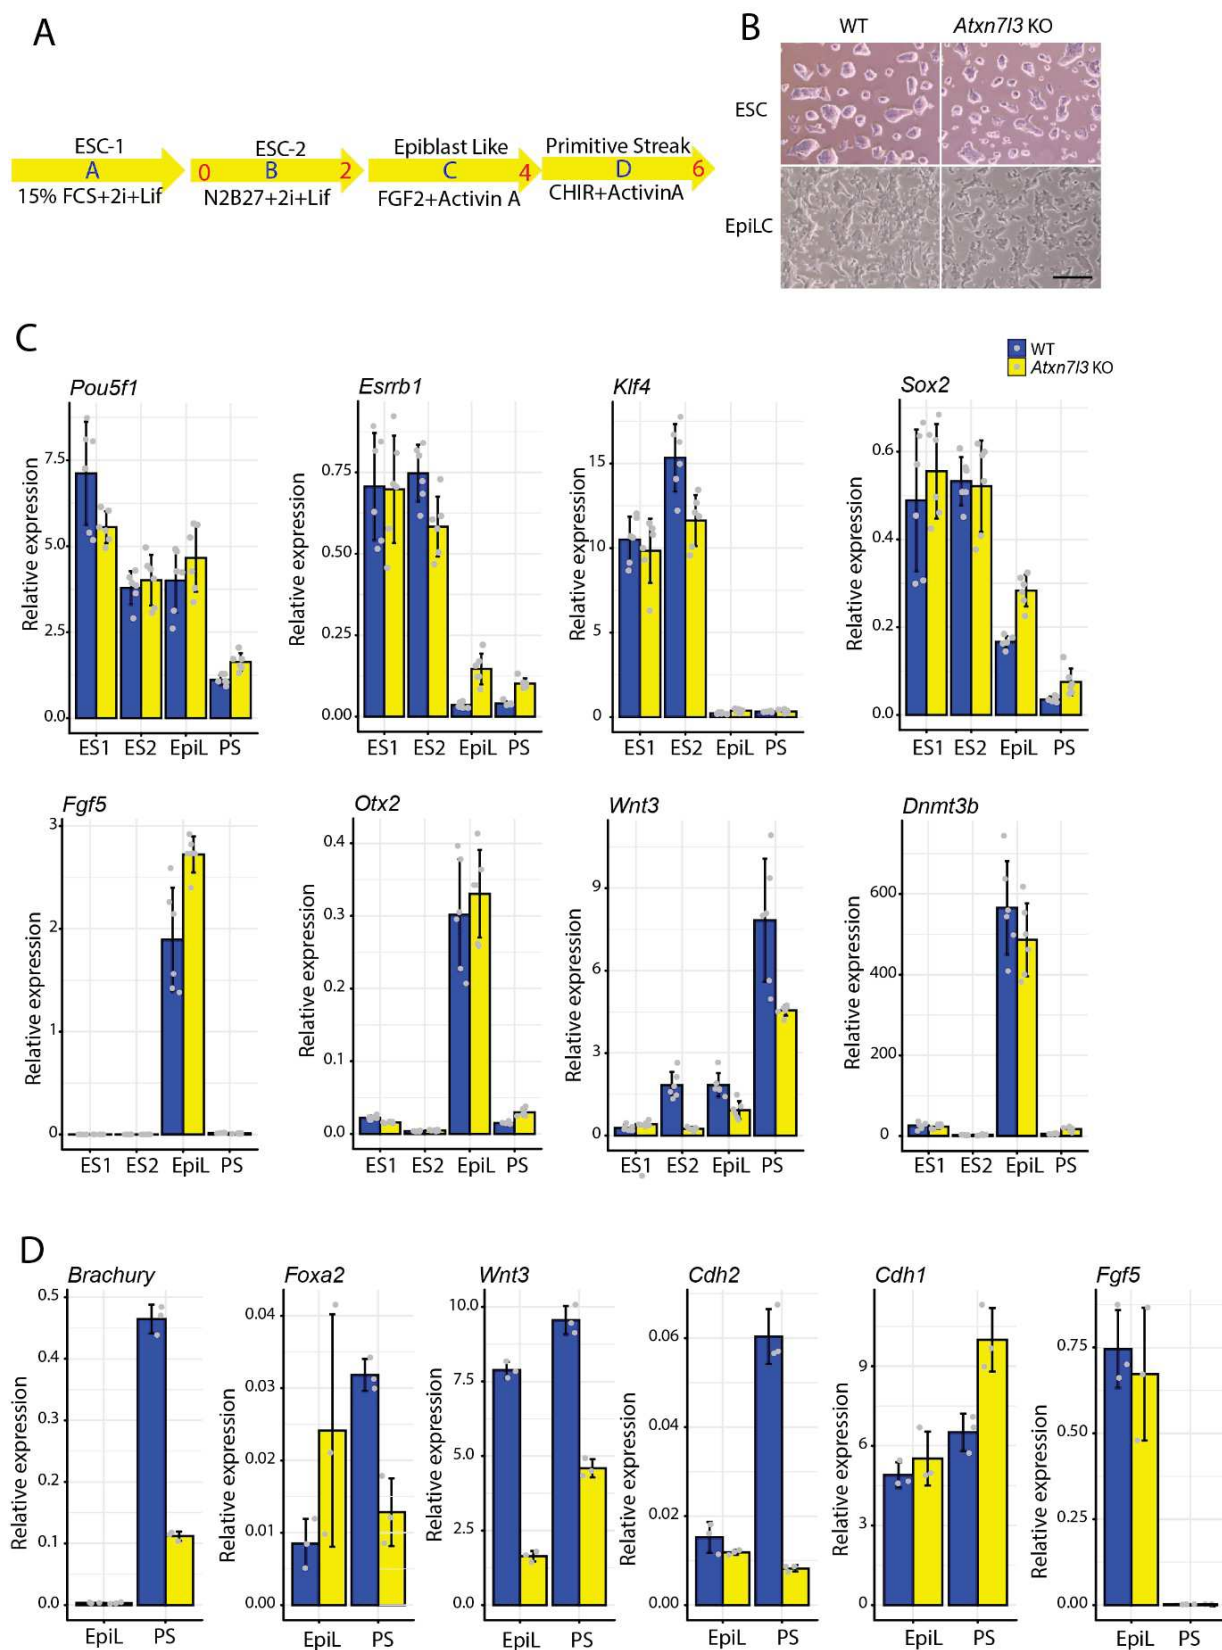 A
ESC-1
ESC-2
Epiblast Like
Primitive Streak
A
0
B
2
C
4
D
6
15% FCS+2i+Lif
N2B27+2i+Lif
FGF2+Activin A
CHIR+ActivinA
B
WT
Atxn7l3 KO
ESC
EpiLC
C
WT
Atxn7l3 KO
Pou5f1
Relative expression
7.5
5.0
2.5
0.0
ES1 ES2 EpiL PS
Esrrb1
Relative expression
0.75
0.50
0.25
0.00
ES1 ES2 EpiL PS
Klf4
Relative expression
15
10
5
0
ES1 ES2 EpiL PS
Sox2
Relative expression
0.6
0.4
0.2
0.0
ES1 ES2 EpiL PS
Fgf5
Relative expression
3
2
1
0
ES1 ES2 EpiL PS
Otx2
Relative expression
0.4
0.3
0.2
0.1
0.0
ES1 ES2 EpiL PS
Wnt3
Relative expression
9
6
3
0
ES1 ES2 EpiL PS
Dnmt3b
Relative expression
600
400
200
0
ES1 ES2 EpiL PS
D
Brachury
Relative expression
0.5
0.4
0.3
0.2
0.1
0.0
EpiL PS
Foxa2
Relative expression
0.04
0.03
0.02
0.01
0.00
EpiL PS
Wnt3
Relative expression
10.0
7.5
5.0
2.5
0.0
EpiL PS
Cdh2
Relative expression
0.06
0.04
0.02
0.00
EpiL PS
Cdh1
Relative expression
9
6
3
0
EpiL PS
Fgf5
Relative expression
0.75
0.50
0.25
0.00
EpiL PS